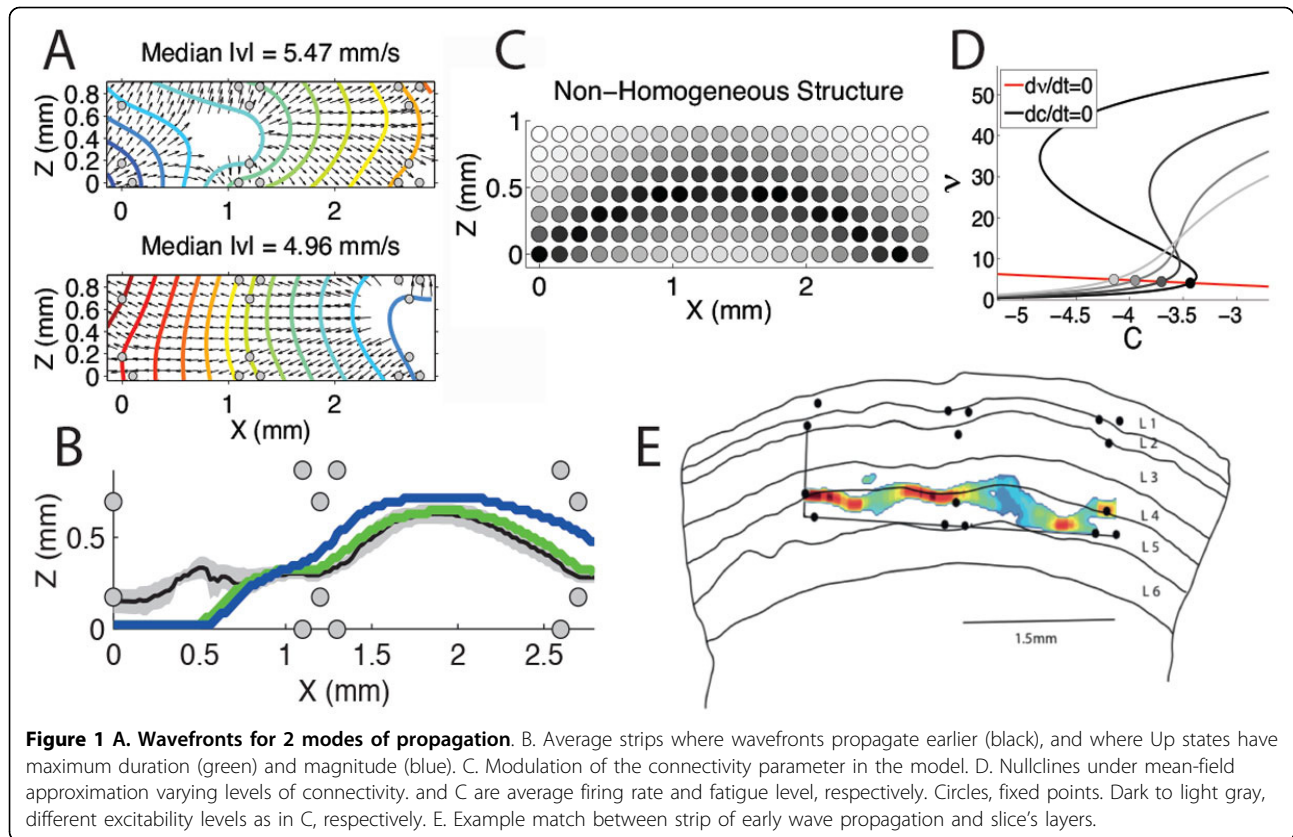 A
Median lvl = 5.47 mm/s
Z (mm)
0.8
0.6
0.4
0.2
0
0 1 2
Median lvl = 4.96 mm/s
Z (mm)
0.8
0.6
0.4
0.2
0
0 1 2
X (mm)
B
Z (mm)
0.5
0
0 0.5 1 1.5 2 2.5
X (mm)
C
Non-Homogeneous Structure
Z (mm)
1
0.5
0
0 1 2
X (mm)
D
ν
50
40
30
20
10
0
dν/dt=0
dc/dt=0
-5 -4.5 -4 -3.5 -3
C
E
L 1
L 2
L 3
L 4
L 5
L 6
1.5mm
Figure 1 A. Wavefronts for 2 modes of propagation. B. Average strips where wavefronts propagate earlier (black), and where Up states have
maximum duration (green) and magnitude (blue). C. Modulation of the connectivity parameter in the model. D. Nullclines under mean-field
approximation varying levels of connectivity. and C are average firing rate and fatigue level, respectively. Circles, fixed points. Dark to light gray,
different excitability levels as in C, respectively. E. Example match between strip of early wave propagation and slice's layers.